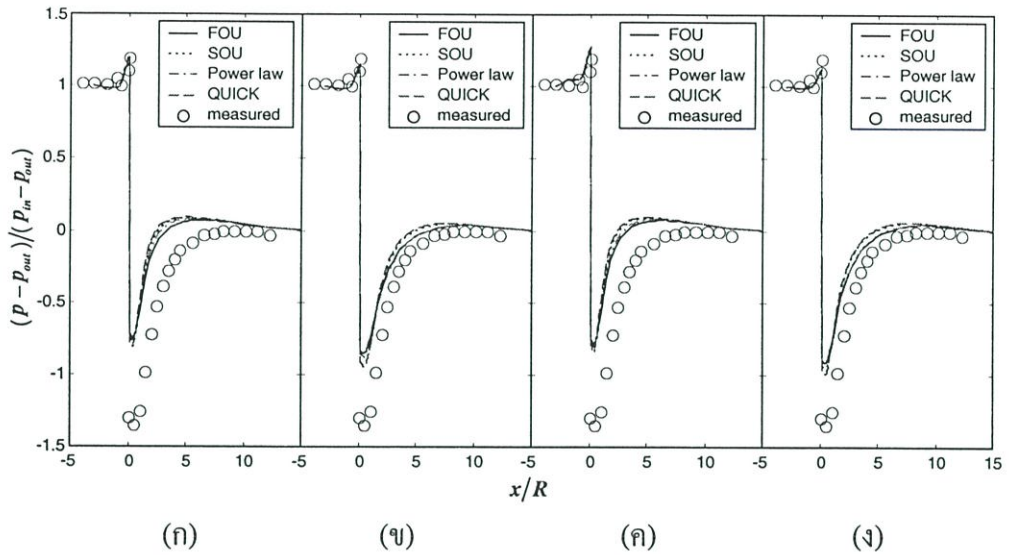 1.5
1
0.5
0
-0.5
-1
-1.5
(p − p_out)/(p_in − p_out)
FOU
SOU
Power law
QUICK
measured
FOU
SOU
Power law
QUICK
measured
FOU
SOU
Power law
QUICK
measured
FOU
SOU
Power law
QUICK
measured
-5 0 5 10 -5 0 5 10 -5 0 5 10 -5 0 5 10 15
x/R
(ก) (ข) (ค) (ง)